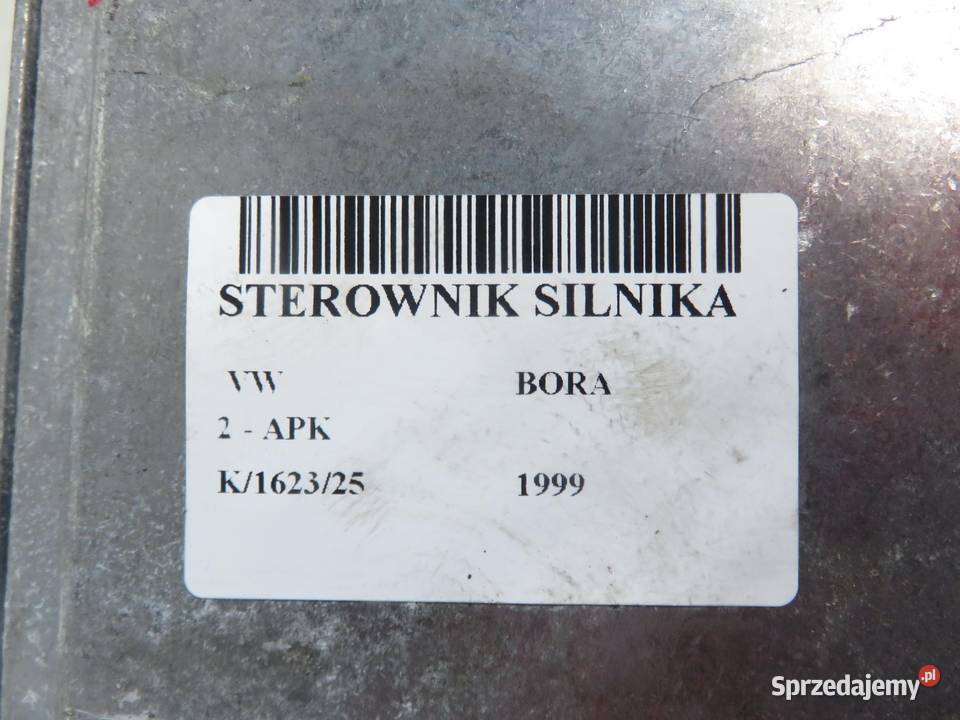 STEROWNIK SILNIKA
VW BORA
2 - APK
K/1623/25 1999
Sprzedajemy.pl